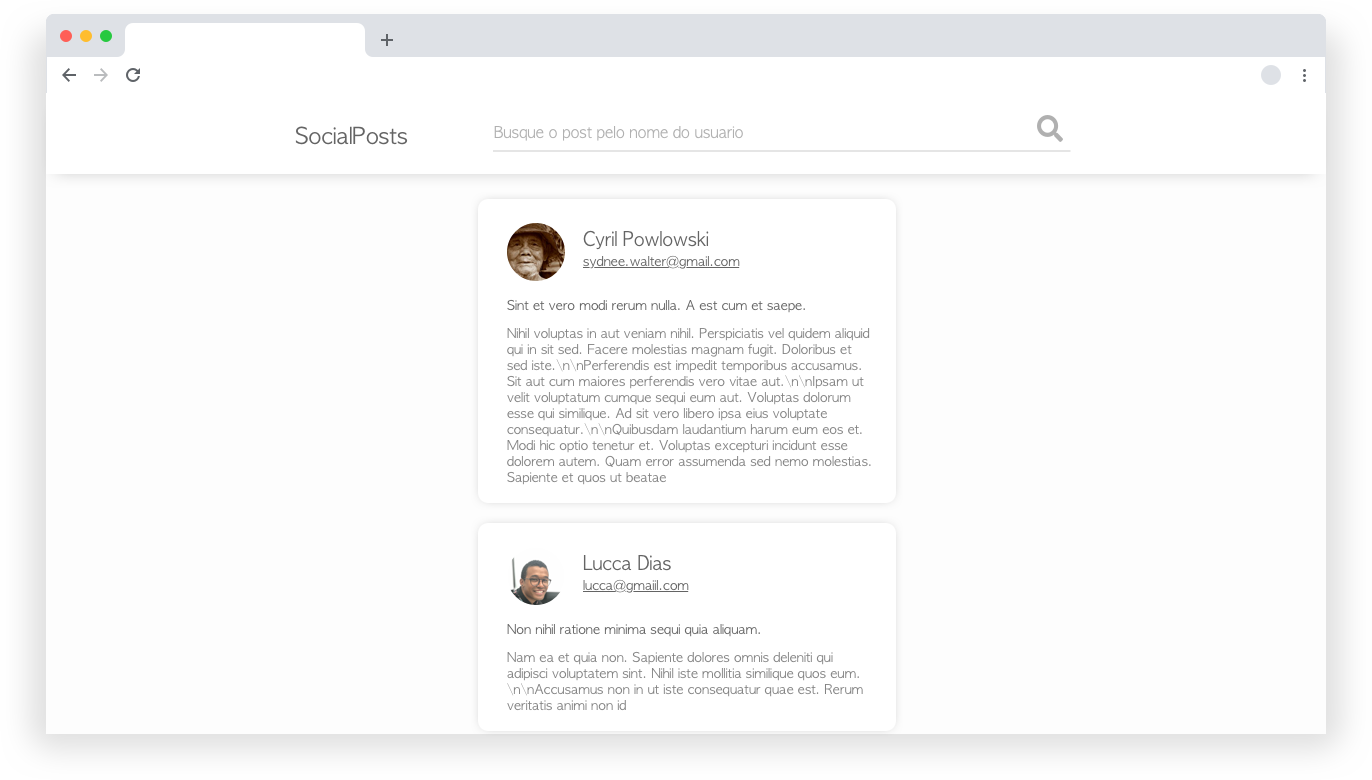 SocialPosts
Busque o post pelo nome do usuario
Cyril Powlowski
sydnee.walter@gmail.com
Sint et vero modi rerum nulla. A est cum et saepe.
Nihil voluptas in aut veniam nihil. Perspiciatis vel quidem aliquid
qui in sit sed. Facere molestias magnam fugit. Doloribus et
sed iste.\n\nPerferendis est impedit temporibus accusamus.
Sit aut cum maiores perferendis vero vitae aut.\n\nIpsam ut
velit voluptatum cumque sequi eum aut. Voluptas dolorum
esse qui similique. Ad sit vero libero ipsa eius voluptate
consequatur.\n\nQuibusdam laudantium harum eum eos et.
Modi hic optio tenetur et. Voluptas excepturi incidunt esse
dolorem autem. Quam error assumenda sed nemo molestias.
Sapiente et quos ut beatae
Lucca Dias
lucca@gmaiil.com
Non nihil ratione minima sequi quia aliquam.
Nam ea et quia non. Sapiente dolores omnis deleniti qui
adipisci voluptatem sint. Nihil iste mollitia similique quos eum.
\n\nAccusamus non in ut iste consequatur quae est. Rerum
veritatis animi non id